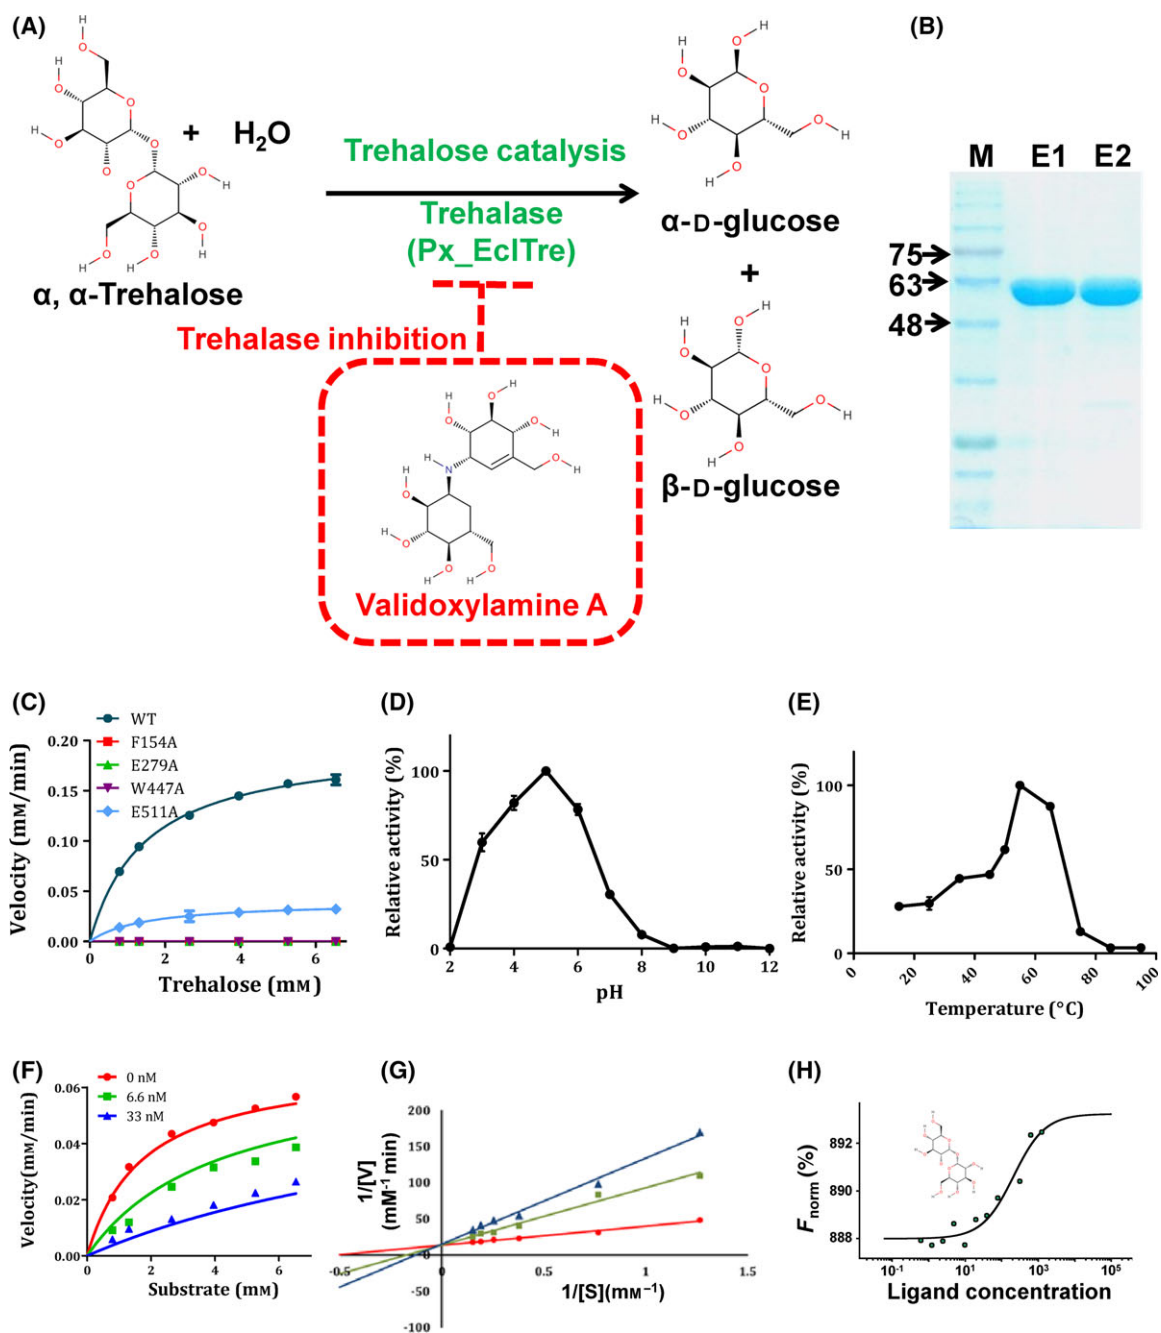 (A)
(B)
+ H₂O
Trehalose catalysis
Trehalase
(Px_EclTre)
α, α-Trehalose
α-D-glucose
+
β-D-glucose
Trehalase inhibition
Validoxylamine A
M E1 E2
75
63
48
(C)
WT
F154A
E279A
W447A
E511A
Velocity (mM/min)
0.20
0.15
0.10
0.05
0.00
0 2 4 6
Trehalose (mM)
(D)
Relative activity (%)
100
50
0
2 4 6 8 10 12
pH
(E)
Relative activity (%)
100
50
0
0 20 40 60 80 100
Temperature (°C)
(F)
0 nM
6.6 nM
33 nM
Velocity(mM/min)
0.06
0.04
0.02
0.00
0 2 4 6
Substrate (mM)
(G)
1/[V]
(mM⁻¹ min)
200
150
100
50
0
-50
-100
-0.5 0 0.5 1 1.5
1/[S](mM⁻¹)
(H)
Fnorm (%)
892
890
888
10⁻¹ 10¹ 10³ 10⁵
Ligand concentration